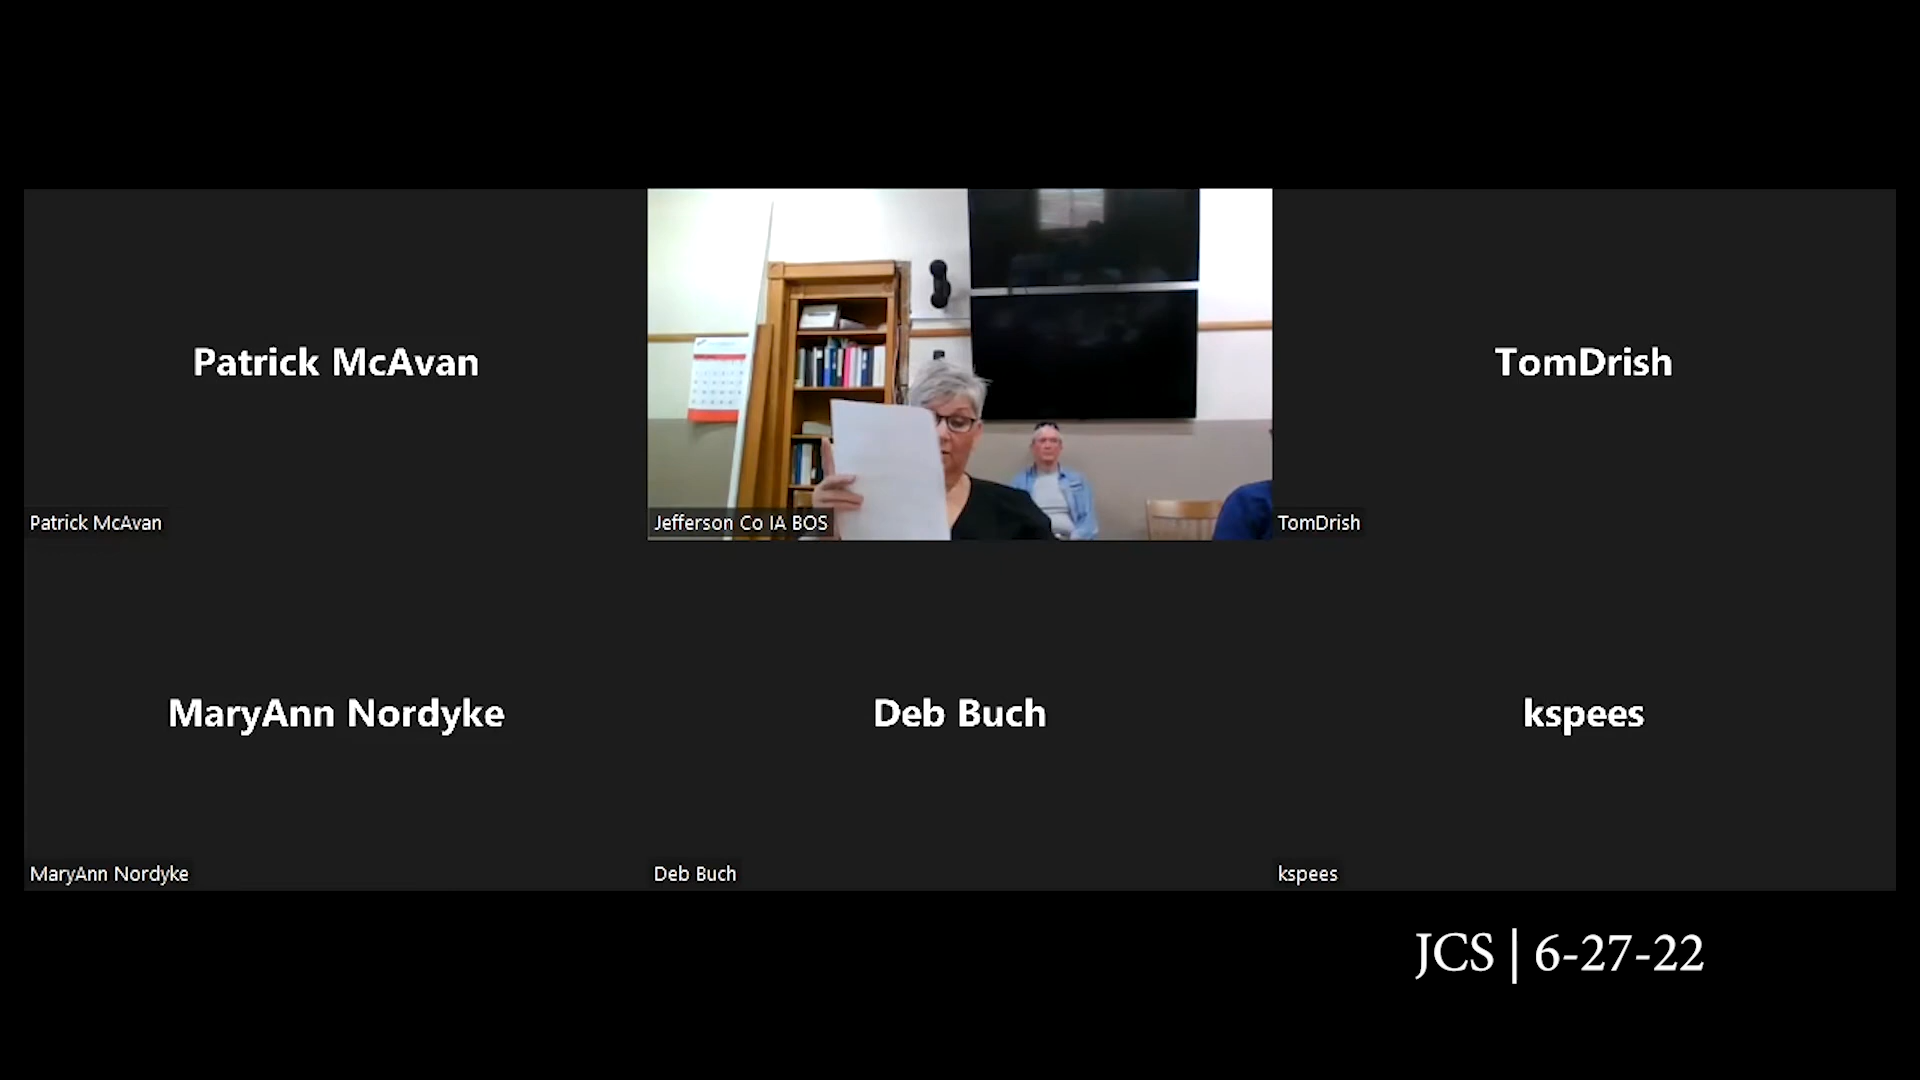 Patrick McAvan
TomDrish
Patrick McAvan
Jefferson Co IA BOS
TomDrish
MaryAnn Nordyke
Deb Buch
kspees
MaryAnn Nordyke
Deb Buch
kspees
JCS | 6-27-22